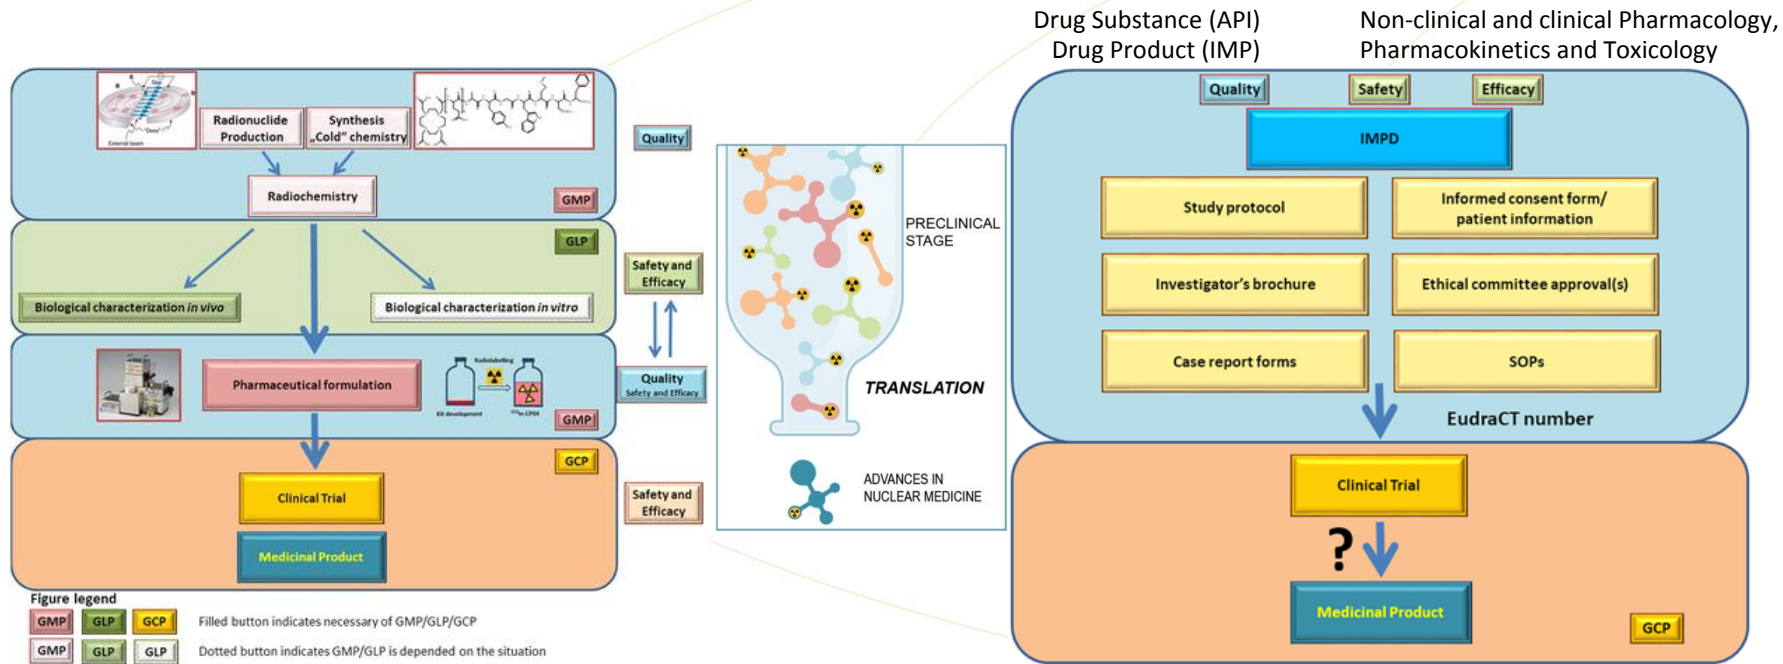 Drug Substance (API)
Drug Product (IMP)
Non-clinical and clinical Pharmacology,
Pharmacokinetics and Toxicology
External beam
Radionuclide
Production
Synthesis
„Cold" chemistry
Radiochemistry
GMP
Quality
GLP
Biological characterization in vivo
Biological characterization in vitro
Safety and
Efficacy
Pharmaceutical formulation
Radiolabelling
Kit development
GMP
Quality
Safety and Efficacy
GCP
Clinical Trial
Medicinal Product
Safety and
Efficacy
Figure legend
GMP GLP GCP Filled button indicates necessary of GMP/GLP/GCP
GMP GLP GLP Dotted button indicates GMP/GLP is depended on the situation
PRECLINICAL
STAGE
TRANSLATION
ADVANCES IN
NUCLEAR MEDICINE
Quality
Safety
Efficacy
IMPD
Study protocol
Informed consent form/
patient information
Investigator's brochure
Ethical committee approval(s)
Case report forms
SOPs
EudraCT number
Clinical Trial
?
Medicinal Product
GCP